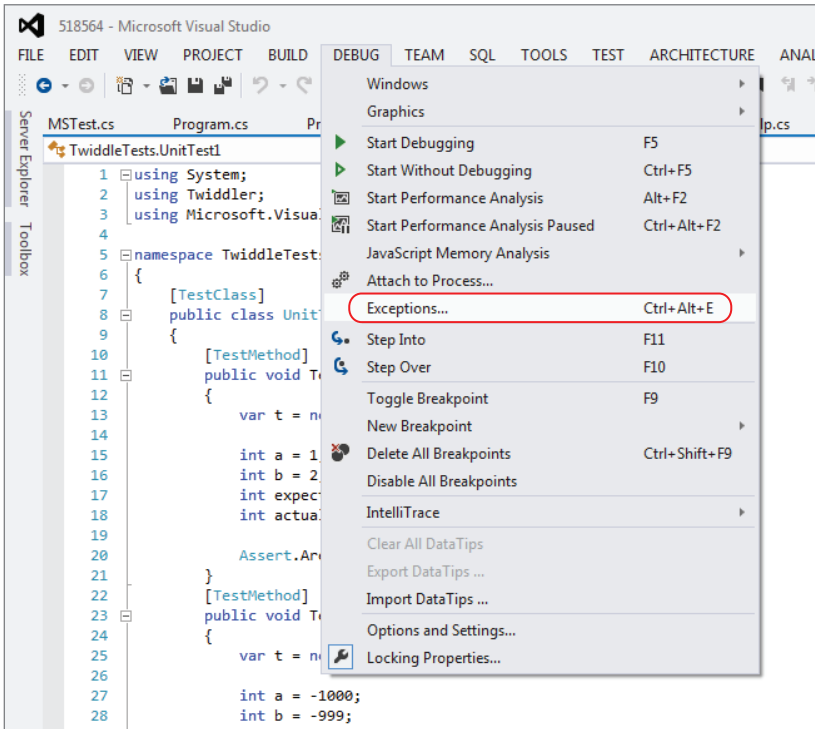 518564 - Microsoft Visual Studio
FILE EDIT VIEW PROJECT BUILD DEBUG TEAM SQL TOOLS TEST ARCHITECTURE ANAL
Server Explorer
Toolbox
MSTest.cs Program.cs Pr lp.cs
TwiddleTests.UnitTest1
1 using System;
2 using Twiddler;
3 using Microsoft.Visua
4
5 namespace TwiddleTests
6 {
7 [TestClass]
8 public class UnitT
9 {
10 [TestMethod]
11 public void Te
12 {
13 var t = ne
14
15 int a = 1
16 int b = 2
17 int expec
18 int actua
19
20 Assert.Are
21 }
22 [TestMethod]
23 public void Te
24 {
25 var t = ne
26
27 int a = -1000;
28 int b = -999;
Windows
Graphics
Start Debugging F5
Start Without Debugging Ctrl+F5
Start Performance Analysis Alt+F2
Start Performance Analysis Paused Ctrl+Alt+F2
JavaScript Memory Analysis
Attach to Process...
Exceptions... Ctrl+Alt+E
Step Into F11
Step Over F10
Toggle Breakpoint F9
New Breakpoint
Delete All Breakpoints Ctrl+Shift+F9
Disable All Breakpoints
IntelliTrace
Clear All DataTips
Export DataTips ...
Import DataTips ...
Options and Settings...
Locking Properties...